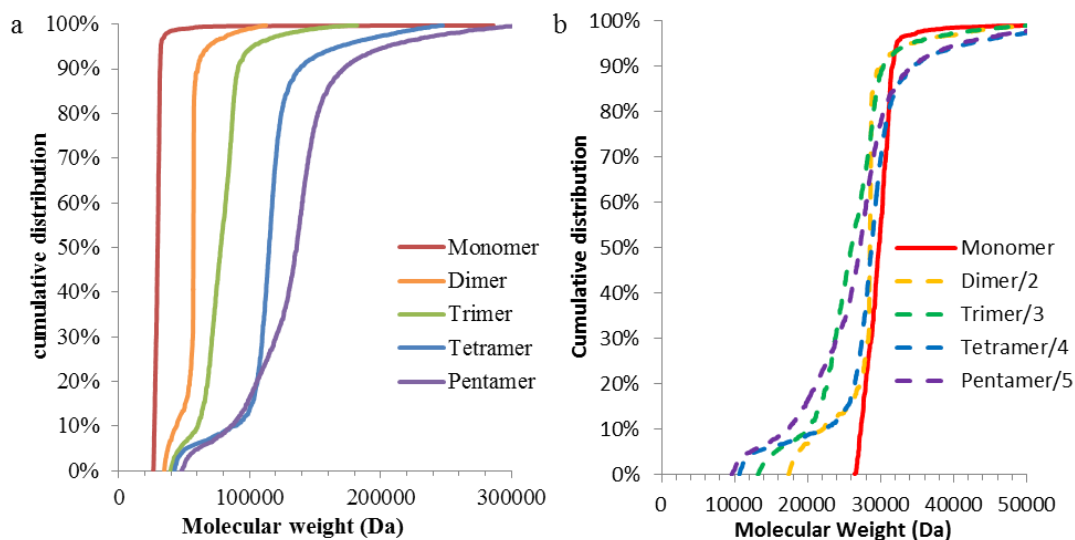 a
100%
90%
80%
70%
60%
50%
40%
30%
20%
10%
0%
cumulative distribution
Monomer
Dimer
Trimer
Tetramer
Pentamer
0 100000 200000 300000
Molecular weight (Da)
b
100%
90%
80%
70%
60%
50%
40%
30%
20%
10%
0%
Cumulative distribution
Monomer
Dimer/2
Trimer/3
Tetramer/4
Pentamer/5
0 10000 20000 30000 40000 50000
Molecular Weight (Da)